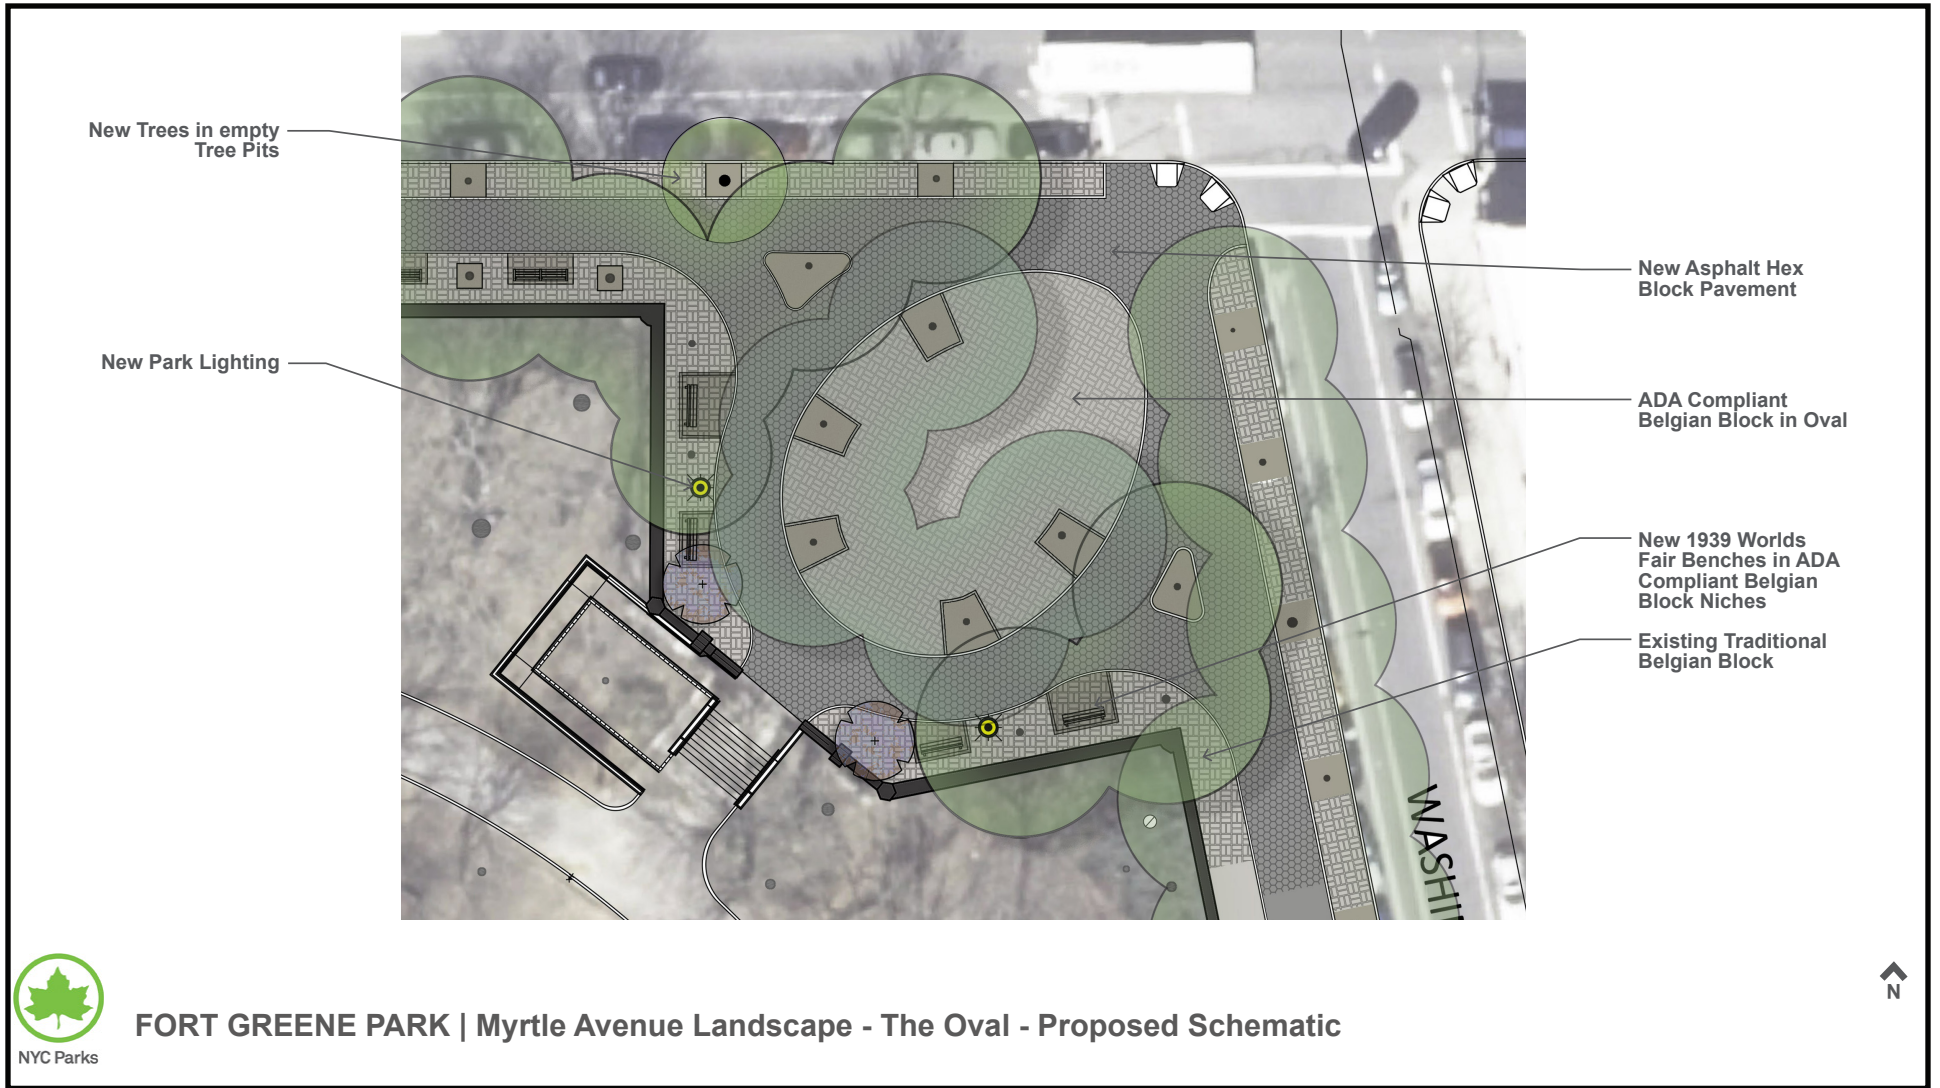 New Trees in empty
Tree Pits
New Park Lighting
New Asphalt Hex
Block Pavement
ADA Compliant
Belgian Block in Oval
New 1939 Worlds
Fair Benches in ADA
Compliant Belgian
Block Niches
Existing Traditional
Belgian Block
WASHI
N
NYC Parks
FORT GREENE PARK | Myrtle Avenue Landscape - The Oval - Proposed Schematic